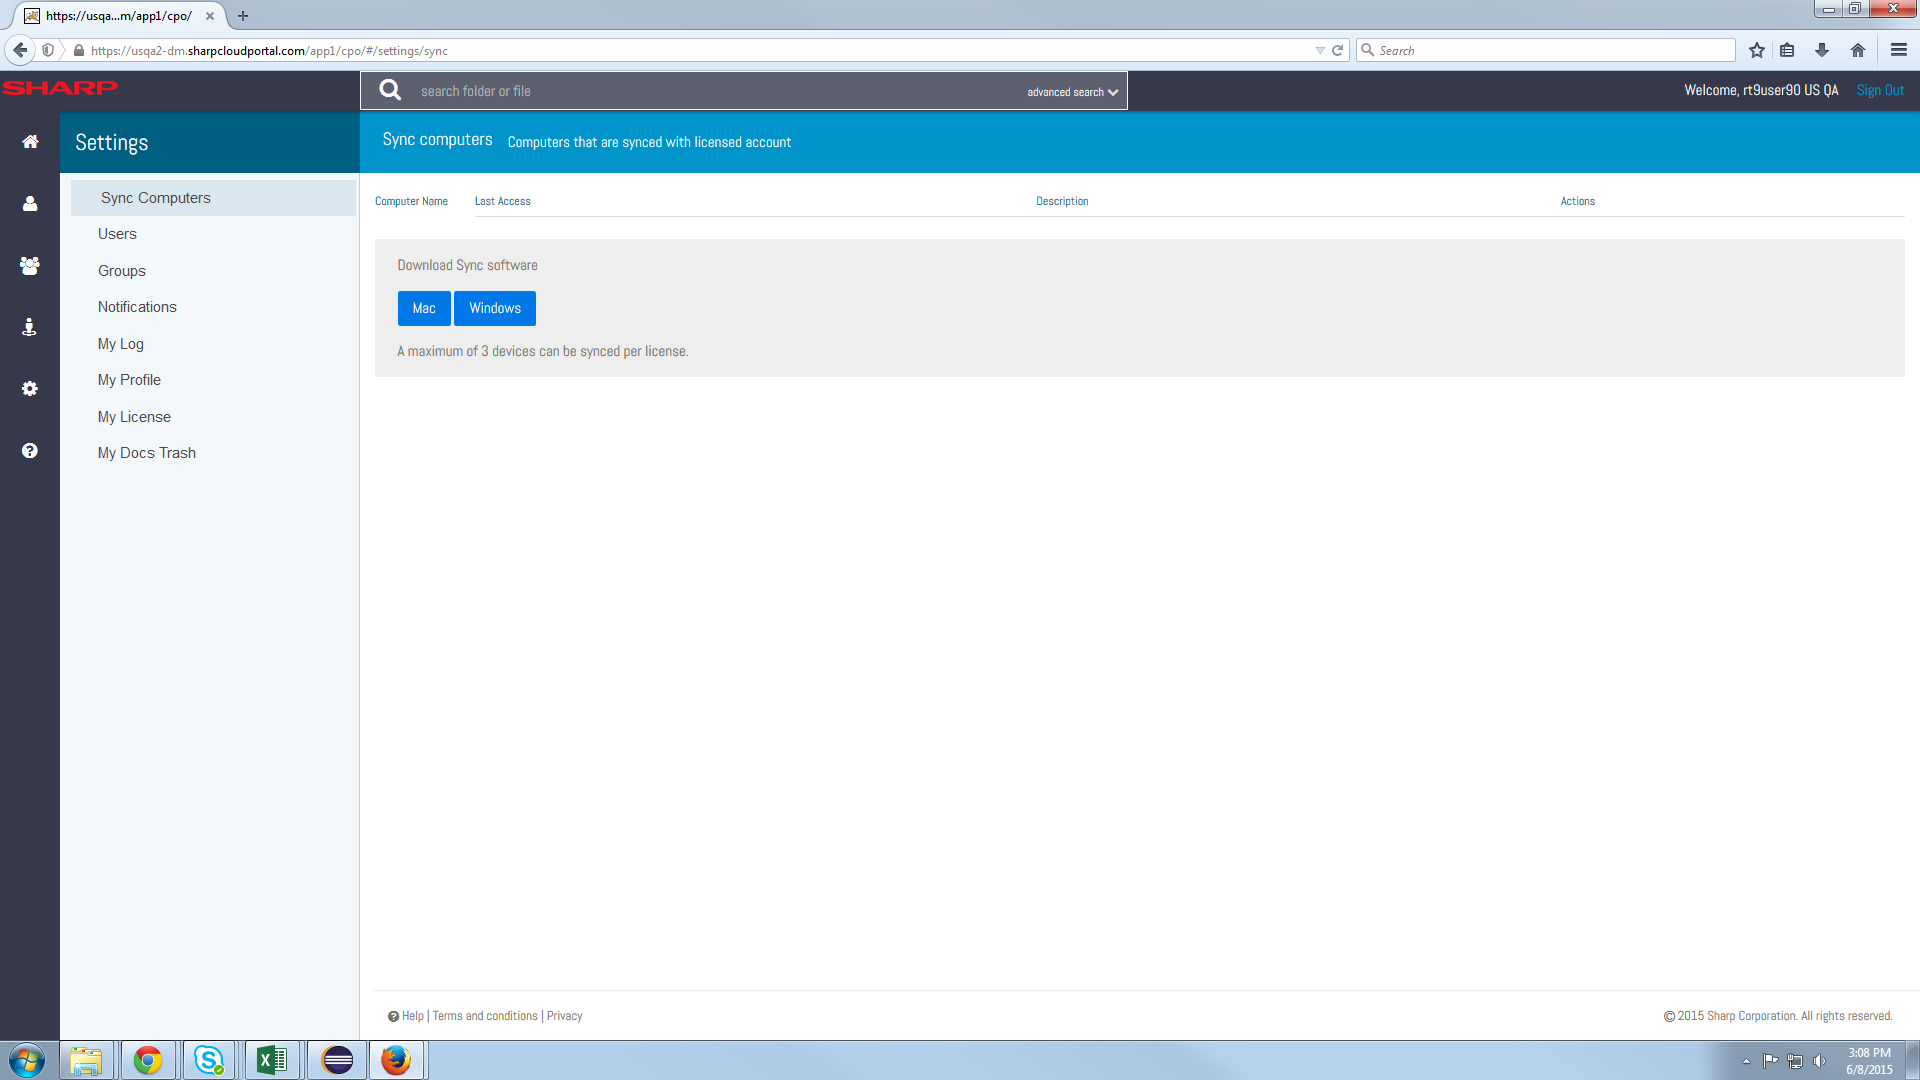 https://usqa...m/app1/cpo/
https://usqa2-dm.sharpcloudportal.com/app1/cpo/#/settings/sync
Search
SHARP
search folder or file
advanced search
Welcome, rt9user90 US QA
Sign Out
Settings
Sync computers
Computers that are synced with licensed account
Sync Computers
Users
Groups
Notifications
My Log
My Profile
My License
My Docs Trash
Computer Name
Last Access
Description
Actions
Download Sync software
Mac
Windows
A maximum of 3 devices can be synced per license.
Help | Terms and conditions | Privacy
© 2015 Sharp Corporation. All rights reserved.
3:08 PM
6/8/2015